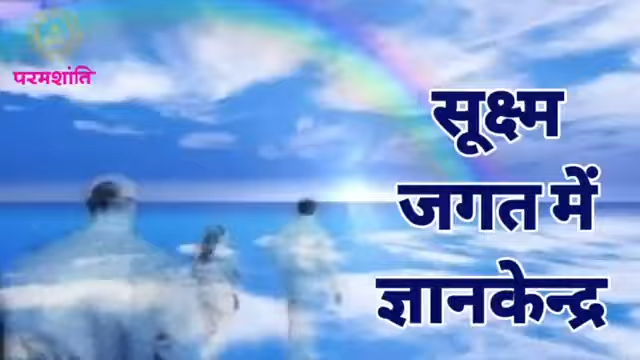 परमशांति
सूक्ष्म
जगत में
ज्ञानकेन्द्र